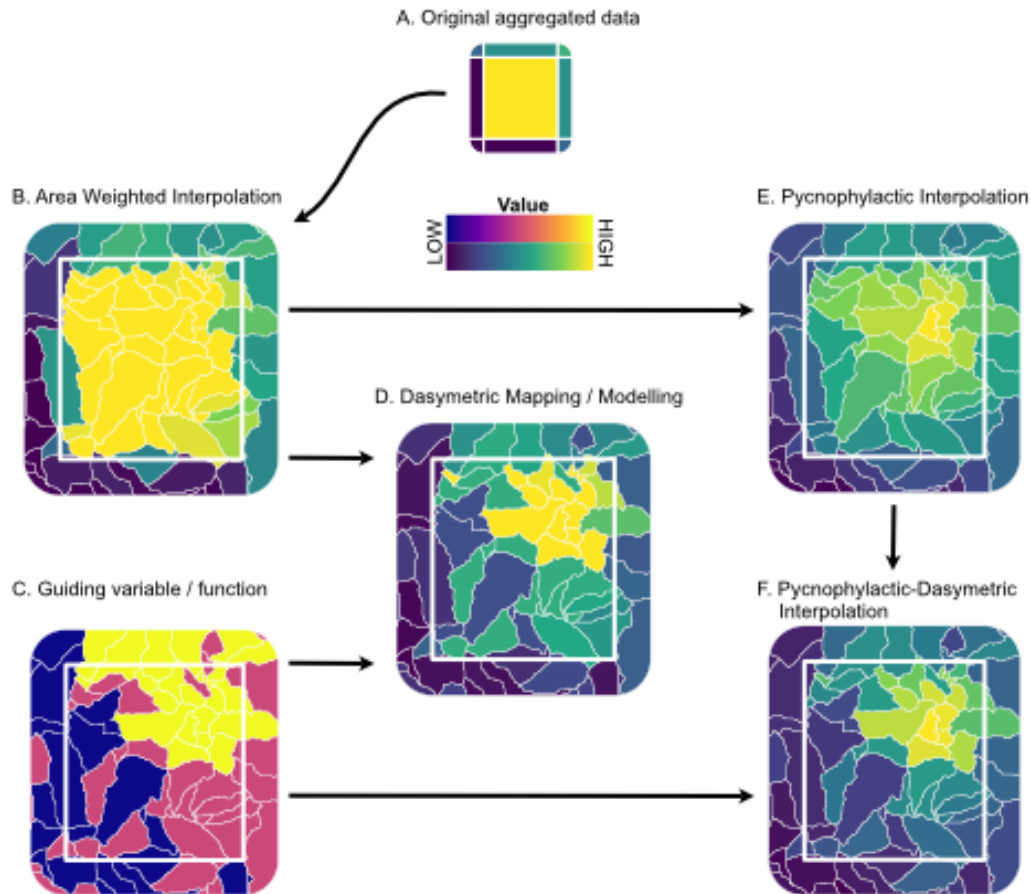 A. Original aggregated data
B. Area Weighted Interpolation
Value
LOW
HIGH
E. Pycnophylactic Interpolation
D. Dasymetric Mapping / Modelling
C. Guiding variable / function
F. Pycnophylactic-Dasymetric
Interpolation